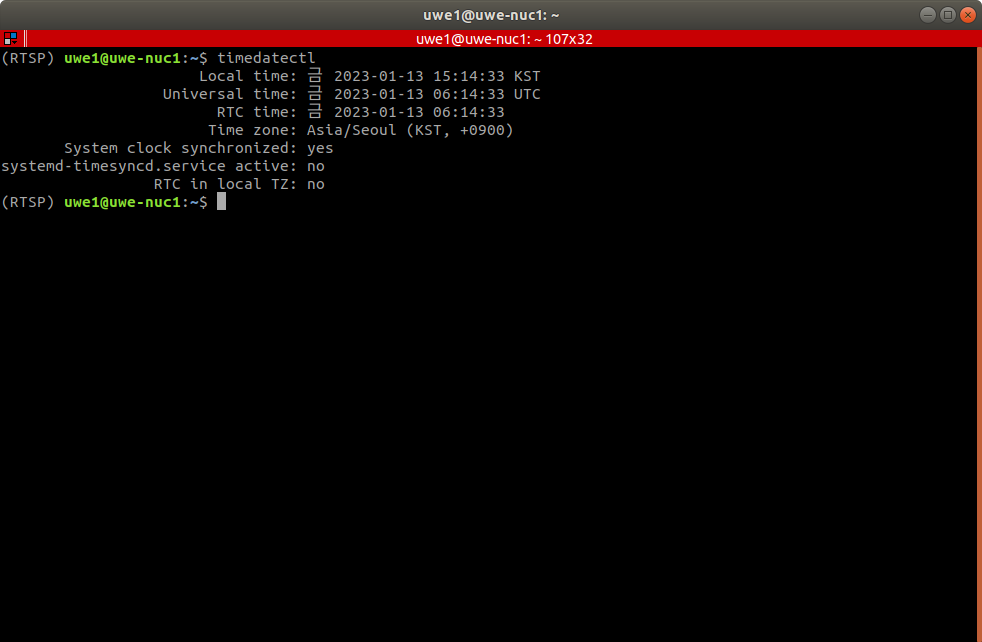 uwe1@uwe-nuc1: ~
uwe1@uwe-nuc1: ~ 107x32
(RTSP) uwe1@uwe-nuc1:~$ timedatectl
Local time: 금 2023-01-13 15:14:33 KST
Universal time: 금 2023-01-13 06:14:33 UTC
RTC time: 금 2023-01-13 06:14:33
Time zone: Asia/Seoul (KST, +0900)
System clock synchronized: yes
systemd-timesyncd.service active: no
RTC in local TZ: no
(RTSP) uwe1@uwe-nuc1:~$